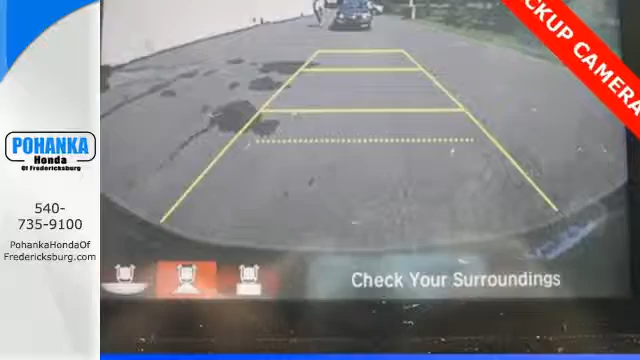 POHANKA
Honda
Of Fredericksburg
540-
735-9100
PohankaHondaOf
Fredericksburg.com
CKUP CAMERA
Check Your Surroundings